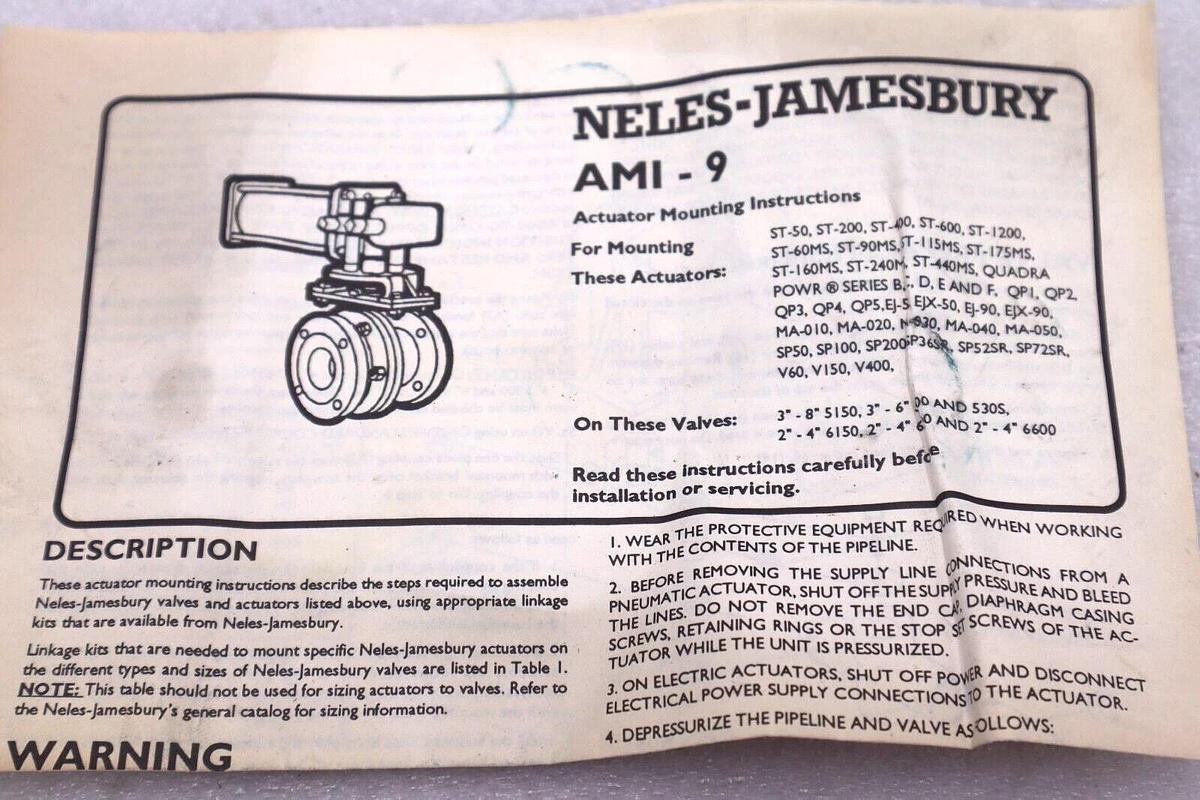 NELES-JAMESBURY
AMI - 9
Actuator Mounting Instructions
For Mounting
These Actuators:
ST-50, ST-200, ST-400, ST-600, ST-1200,
ST-60MS, ST-90MS, ST-115MS, ST-175MS,
ST-160MS, ST-240M, ST-440MS, QUADRA
POWR ® SERIES B, D, E AND F, QP1, QP2,
QP3, QP4, QP5, EJ-5, EJX-50, EJ-90, EJX-90,
MA-010, MA-020, MA-040, MA-050,
SP50, SP100, SP200, SP36SR, SP52SR, SP72SR,
V60, V150, V400,
On These Valves:
3" - 8" 5150, 3" - 6" 00 AND 530S,
2" - 4" 6150, 2" - 4" 6 0 AND 2" - 4" 6600
Read these instructions carefully befce
installation or servicing.
DESCRIPTION
These actuator mounting instructions describe the steps required to assemble
Neles-Jamesbury valves and actuators listed above, using appropriate linkage
kits that are available from Neles-Jamesbury.
Linkage kits that are needed to mount specific Neles-Jamesbury actuators on
the different types and sizes of Neles-Jamesbury valves are listed in Table 1.
NOTE: This table should not be used for sizing actuators to valves. Refer to
the Neles-Jamesbury's general catalog for sizing information.
WARNING
1. WEAR THE PROTECTIVE EQUIPMENT REQUIRED WHEN WORKING
WITH THE CONTENTS OF THE PIPELINE.
2. BEFORE REMOVING THE SUPPLY LINE CONNECTIONS FROM A
PNEUMATIC ACTUATOR, SHUT OFF THE SUPPLY PRESSURE AND BLEED
THE LINES. DO NOT REMOVE THE END CAP, DIAPHRAGM CASING
SCREWS, RETAINING RINGS OR THE STOP SET SCREWS OF THE AC-
TUATOR WHILE THE UNIT IS PRESSURIZED.
3. ON ELECTRIC ACTUATORS, SHUT OFF POWER AND DISCONNECT
ELECTRICAL POWER SUPPLY CONNECTIONS TO THE ACTUATOR.
4. DEPRESSURIZE THE PIPELINE AND VALVE AS OLLOWS: